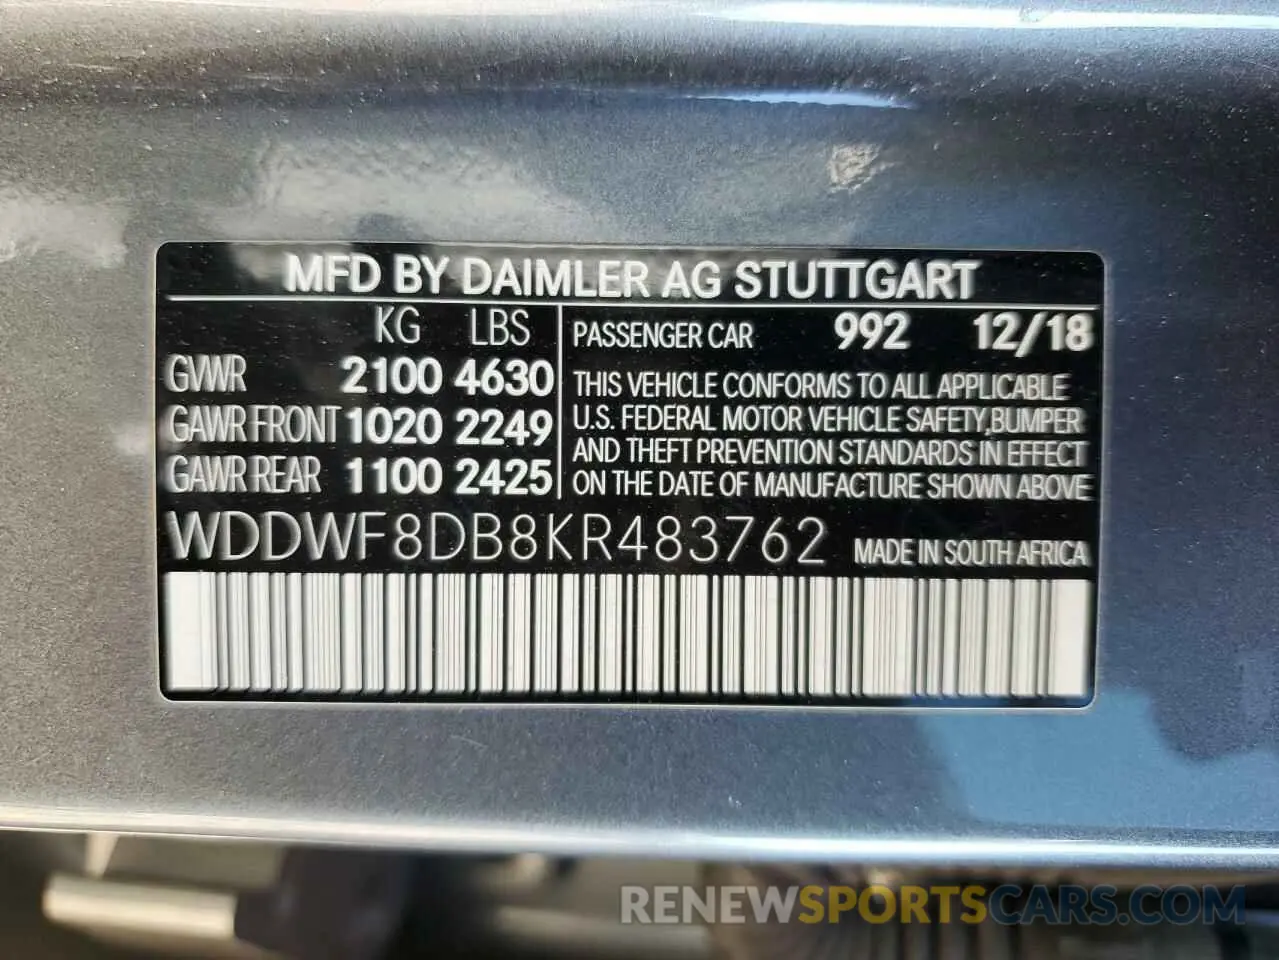 MFD BY DAIMLER AG STUTTGART
KG LBS
GVWR 2100 4630
GAWR FRONT 1020 2249
GAWR REAR 1100 2425
PASSENGER CAR 992 12/18
THIS VEHICLE CONFORMS TO ALL APPLICABLE
U.S. FEDERAL MOTOR VEHICLE SAFETY,BUMPER
AND THEFT PREVENTION STANDARDS IN EFFECT
ON THE DATE OF MANUFACTURE SHOWN ABOVE
WDDWF8DB8KR483762 MADE IN SOUTH AFRICA
RENEWSPORTSCARS.COM